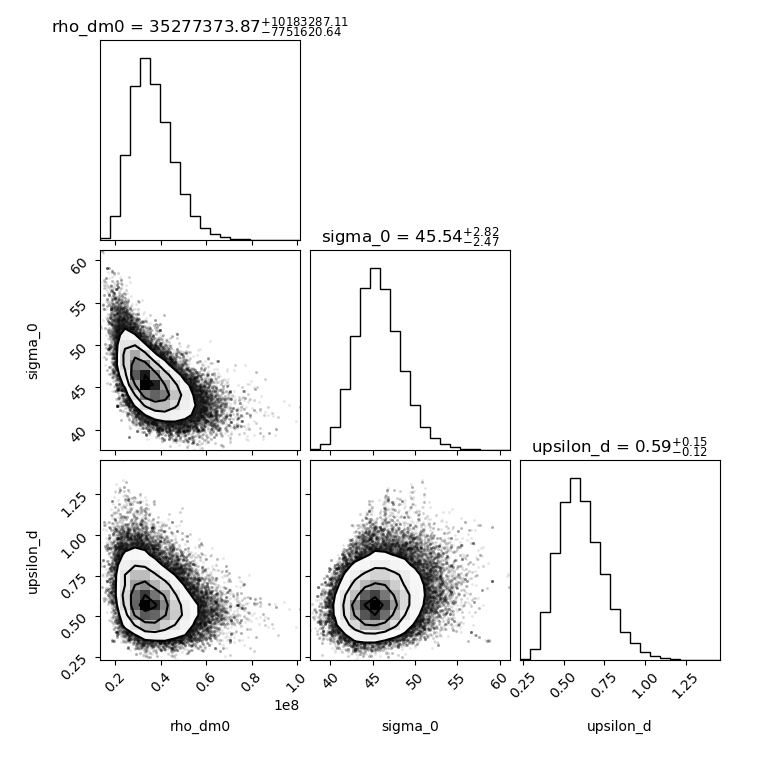 rho_dm0 = 35277373.87+10183287.11 −7751620.64
sigma_0 = 45.54+2.82 −2.47
60
55
50
45
40
sigma_0
upsilon_d = 0.59+0.15 −0.12
1.25
1.00
0.75
0.50
0.25
upsilon_d
0.2 0.4 0.6 0.8 1.0
1e8
rho_dm0
40 45 50 55 60
sigma_0
0.25 0.50 0.75 1.00 1.25
upsilon_d